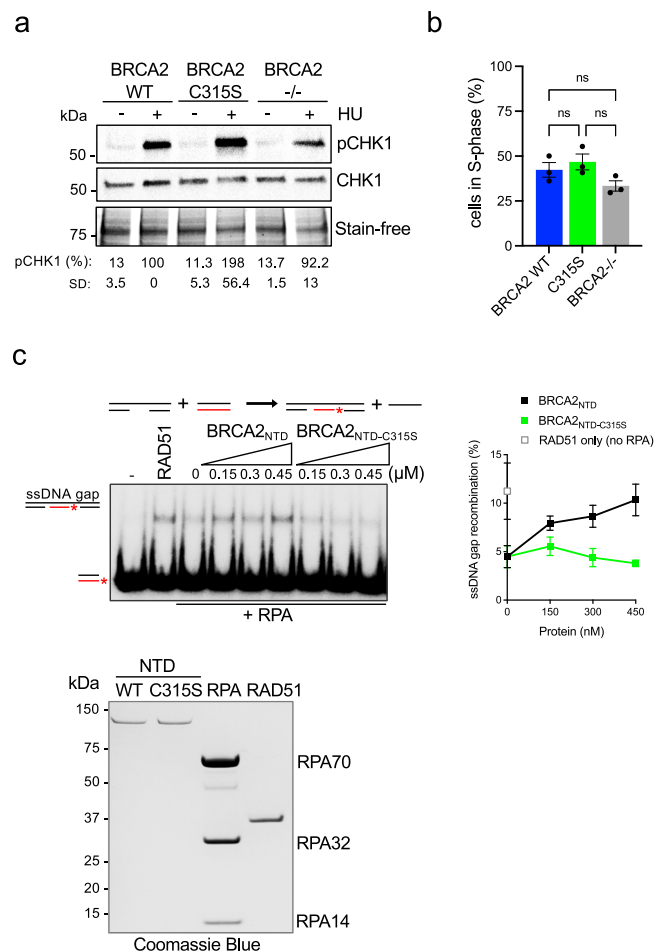 a
BRCA2 WT BRCA2 C315S BRCA2 -/-
kDa - + - + - + HU
50 pCHK1
50 CHK1
75 Stain-free
pCHK1 (%): 13 100 11.3 198 13.7 92.2
SD: 3.5 0 5.3 56.4 1.5 13
b
cells in S-phase (%)
100
75
50
25
0
ns
ns ns
BRCA2 WT C315S BRCA2-/-
c
+ * +
- RAD51 BRCA2NTD BRCA2NTD-C315S
0 0.15 0.3 0.45 0.15 0.3 0.45 (μM)
ssDNA gap
*
*
+ RPA
BRCA2NTD
BRCA2NTD-C315S
RAD51 only (no RPA)
ssDNA gap recombination (%)
15
10
5
0
0 150 300 450
Protein (nM)
NTD
kDa WT C315S RPA RAD51
150
75 RPA70
50
37
RPA32
25
20
15 RPA14
Coomassie Blue